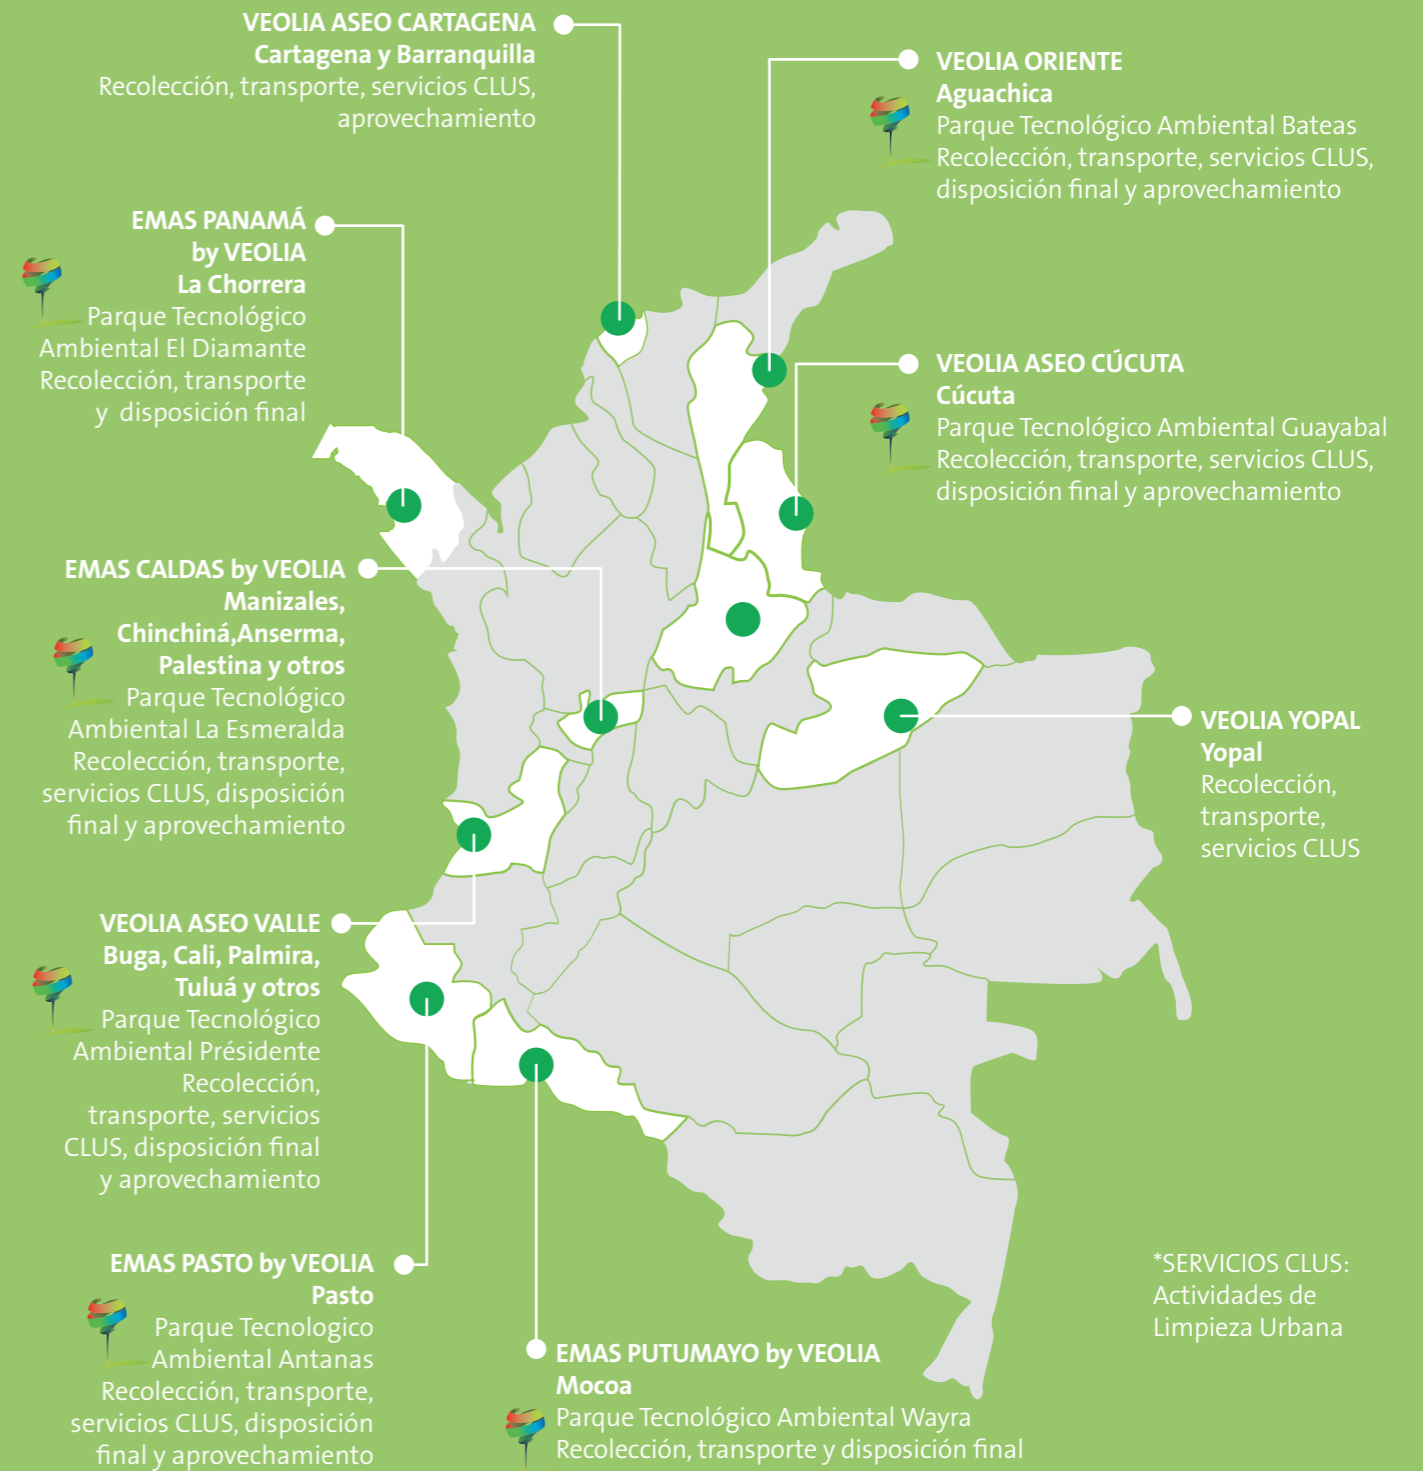 VEOLIA ASEO CARTAGENA
Cartagena y Barranquilla
Recolección, transporte, servicios CLUS,
aprovechamiento
VEOLIA ORIENTE
Aguachica
Parque Tecnológico Ambiental Bateas
Recolección, transporte, servicios CLUS,
disposición final y aprovechamiento
EMAS PANAMÁ
by VEOLIA
La Chorrera
Parque Tecnológico
Ambiental El Diamante
Recolección, transporte
y disposición final
VEOLIA ASEO CÚCUTA
Cúcuta
Parque Tecnológico Ambiental Guayabal
Recolección, transporte, servicios CLUS,
disposición final y aprovechamiento
EMAS CALDAS by VEOLIA
Manizales,
Chinchiná,Anserma,
Palestina y otros
Parque Tecnológico
Ambiental La Esmeralda
Recolección, transporte,
servicios CLUS, disposición
final y aprovechamiento
VEOLIA YOPAL
Yopal
Recolección,
transporte,
servicios CLUS
VEOLIA ASEO VALLE
Buga, Cali, Palmira,
Tuluá y otros
Parque Tecnológico
Ambiental Présidente
Recolección,
transporte, servicios
CLUS, disposición final
y aprovechamiento
EMAS PASTO by VEOLIA
Pasto
Parque Tecnologico
Ambiental Antanas
Recolección, transporte,
servicios CLUS, disposición
final y aprovechamiento
EMAS PUTUMAYO by VEOLIA
Mocoa
Parque Tecnológico Ambiental Wayra
Recolección, transporte y disposición final
*SERVICIOS CLUS:
Actividades de
Limpieza Urbana